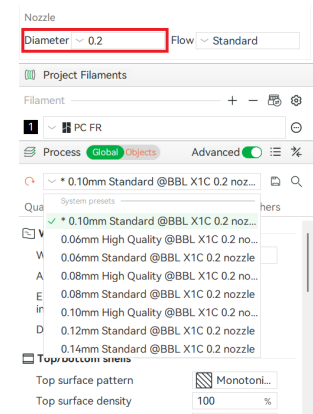 Nozzle
Diameter 0.2 Flow Standard
Project Filaments
Filament
1 PC FR
Process Global Objects Advanced
* 0.10mm Standard @BBL X1C 0.2 noz...
System presets
* 0.10mm Standard @BBL X1C 0.2 noz...
0.06mm High Quality @BBL X1C 0.2 no...
0.06mm Standard @BBL X1C 0.2 nozzle
0.08mm High Quality @BBL X1C 0.2 no...
0.08mm Standard @BBL X1C 0.2 nozzle
0.10mm High Quality @BBL X1C 0.2 no...
0.12mm Standard @BBL X1C 0.2 nozzle
0.14mm Standard @BBL X1C 0.2 nozzle
Top/bottom shells
Top surface pattern Monotoni...
Top surface density 100 %